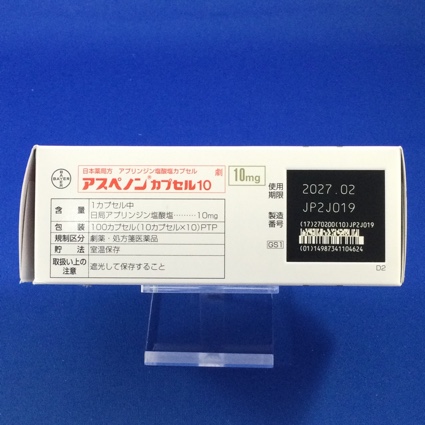 日本薬局方 アプリンジン塩酸塩カプセル
劇
アスペノン®カプセル10
10mg
含量
1カプセル中
日局アプリンジン塩酸塩………10mg
包装
100カプセル(10カプセル×10)PTP
規制区分
劇薬・処方箋医薬品
貯法
室温保存
取扱い上の注意
遮光して保存すること
使用
期限
2027.02
JP2J019
製造
番号
(17)270200(10)JP2J019
GS1
(01)14987341104624
D2
BAYER